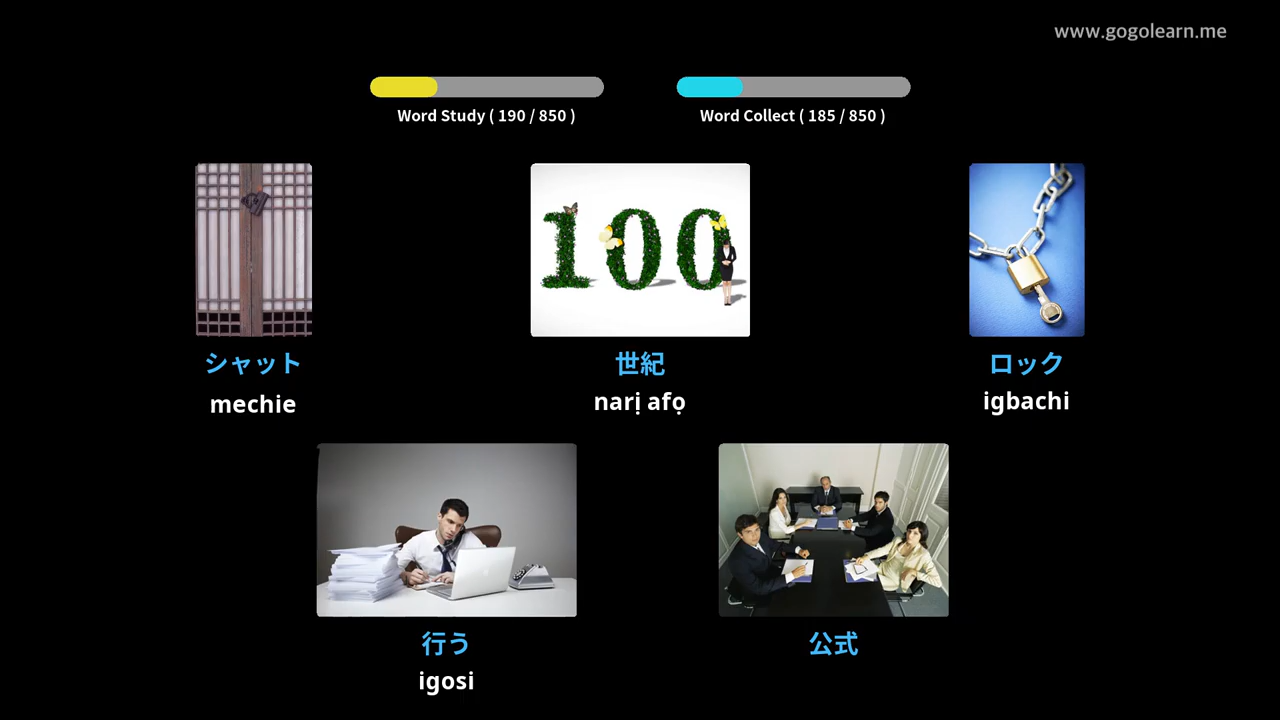 www.gogolearn.me
Word Study ( 190 / 850 )
Word Collect ( 185 / 850 )
シャット
mechie
世紀
narị afọ
ロック
igbachi
行う
igosi
公式